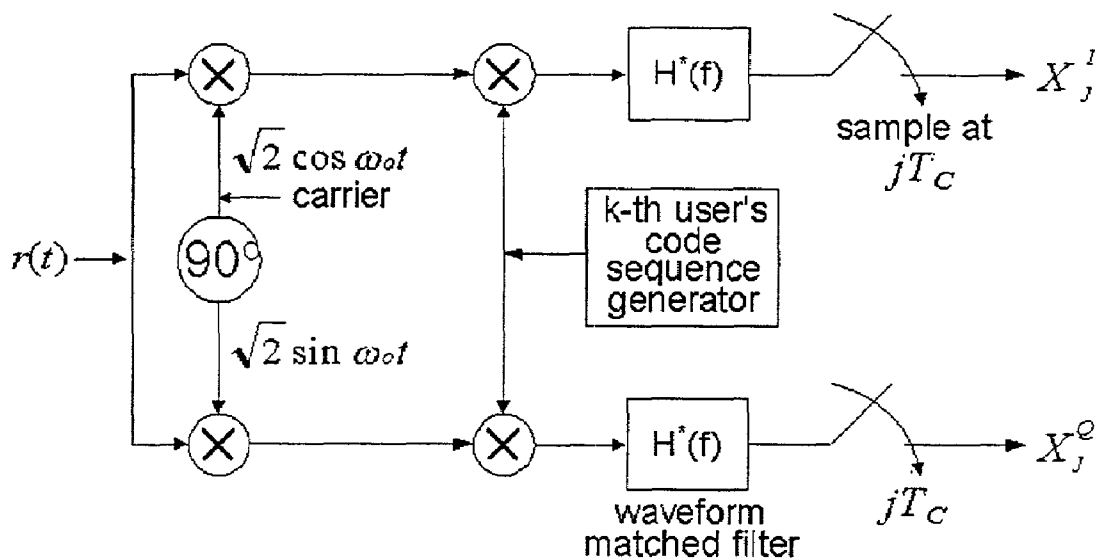 H*(f)
X_J^I
sample at
jT_C
√2 cos ω₀t
carrier
k-th user's
code
sequence
generator
r(t)
90°
√2 sin ω₀t
H*(f)
X_J^Q
jT_C
waveform
matched filter